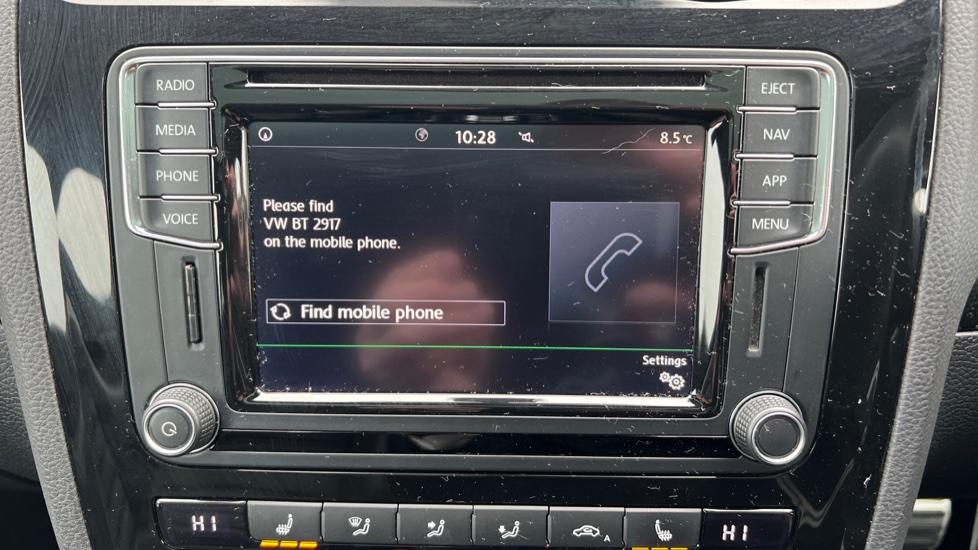 RADIO
MEDIA
PHONE
VOICE
EJECT
NAV
APP
MENU
10:28
8.5°C
Please find
VW BT 2917
on the mobile phone.
Find mobile phone
Settings
HI
A
HI